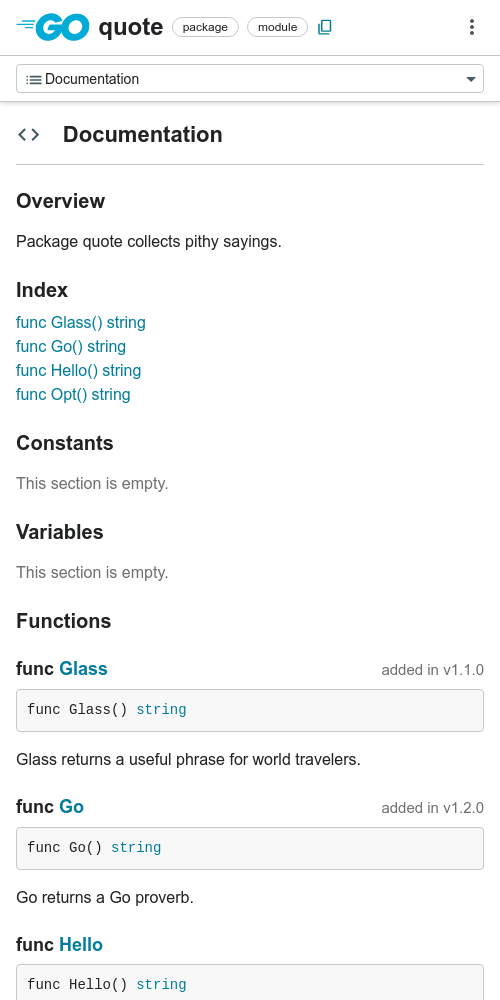 GO quote package module
Documentation
Documentation
Overview
Package quote collects pithy sayings.
Index
func Glass() string
func Go() string
func Hello() string
func Opt() string
Constants
This section is empty.
Variables
This section is empty.
Functions
func Glass added in v1.1.0
func Glass() string
Glass returns a useful phrase for world travelers.
func Go added in v1.2.0
func Go() string
Go returns a Go proverb.
func Hello
func Hello() string